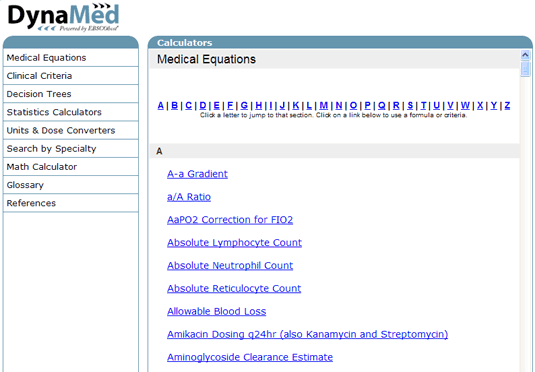 DynaMed
Powered by EBSCOhost
Medical Equations
Clinical Criteria
Decision Trees
Statistics Calculators
Units & Dose Converters
Search by Specialty
Math Calculator
Glossary
References
Calculators
Medical Equations
A | B | C | D | E | F | G | H | I | J | K | L | M | N | O | P | Q | R | S | T | U | V | W | X | Y | Z
Click a letter to jump to that section. Click on a link below to use a formula or criteria.
A
A-a Gradient
a/A Ratio
AaPO2 Correction for FIO2
Absolute Lymphocyte Count
Absolute Neutrophil Count
Absolute Reticulocyte Count
Allowable Blood Loss
Amikacin Dosing q24hr (also Kanamycin and Streptomycin)
Aminoglycoside Clearance Estimate